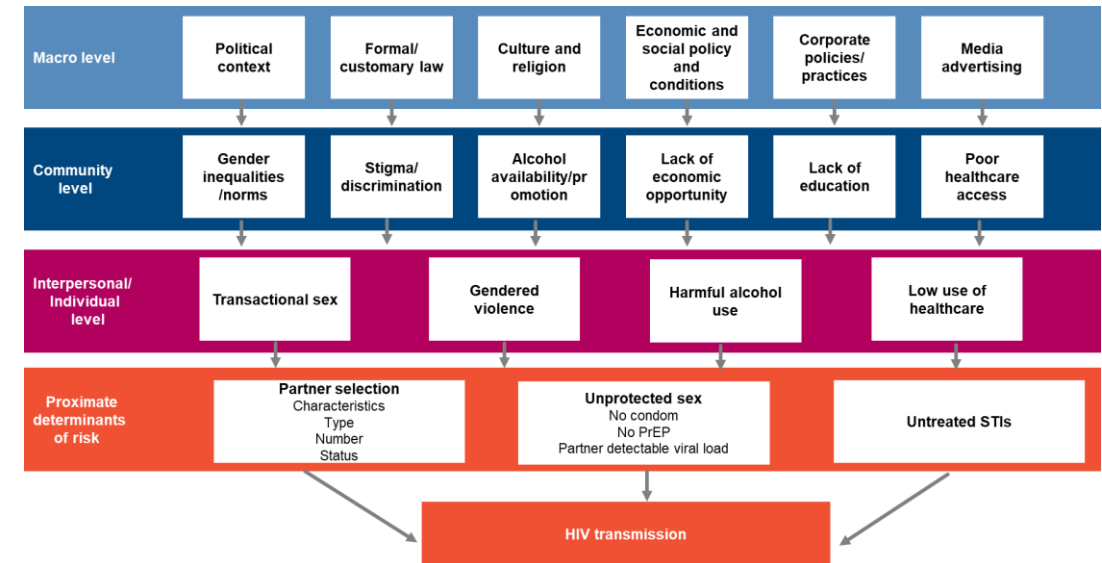 Macro level
Political
context
Formal/
customary law
Culture and
religion
Economic and
social policy
and
conditions
Corporate
policies/
practices
Media
advertising
Community
level
Gender
inequalities
/norms
Stigma/
discrimination
Alcohol
availability/pr
omotion
Lack of
economic
opportunity
Lack of
education
Poor
healthcare
access
Interpersonal/
Individual
level
Transactional sex
Gendered
violence
Harmful alcohol
use
Low use of
healthcare
Proximate
determinants
of risk
Partner selection
Characteristics
Type
Number
Status
Unprotected sex
No condom
No PrEP
Partner detectable viral load
Untreated STIs
HIV transmission